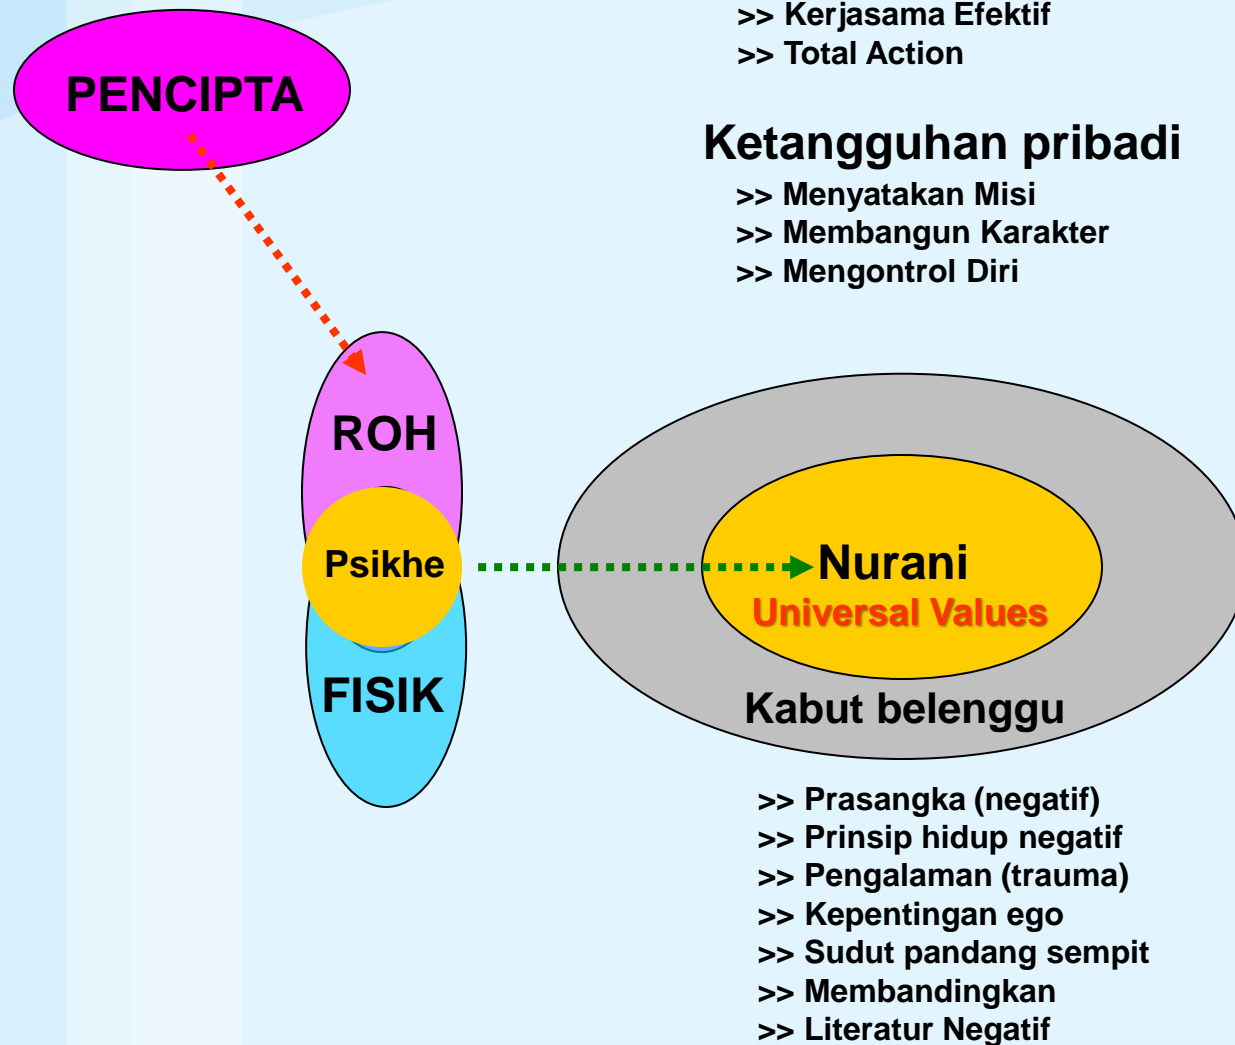 >> Kerjasama Efektif
>> Total Action
PENCIPTA
Ketangguhan pribadi
>> Menyatakan Misi
>> Membangun Karakter
>> Mengontrol Diri
ROH
Psikhe
FISIK
Nurani
Universal Values
Kabut belenggu
>> Prasangka (negatif)
>> Prinsip hidup negatif
>> Pengalaman (trauma)
>> Kepentingan ego
>> Sudut pandang sempit
>> Membandingkan
>> Literatur Negatif